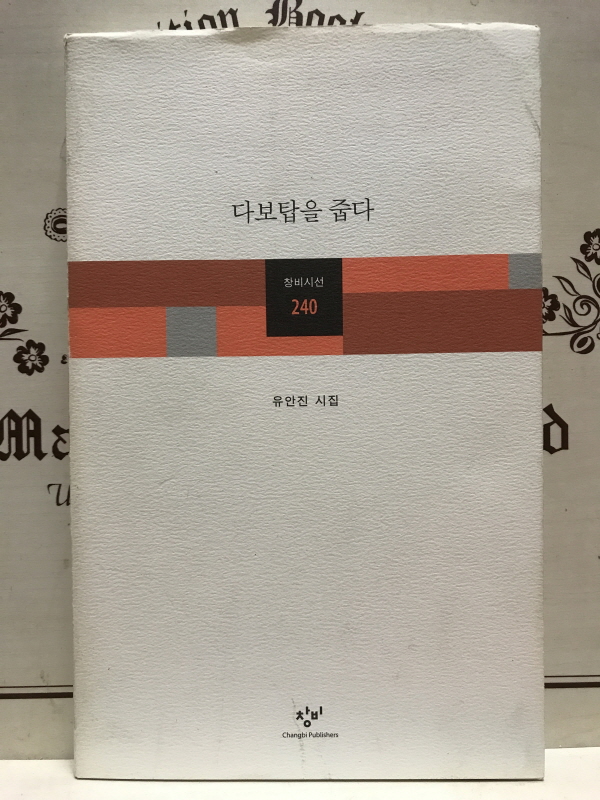 다보탑을 줍다
창비시선
240
유안진 시집
창비
Changbi Publishers